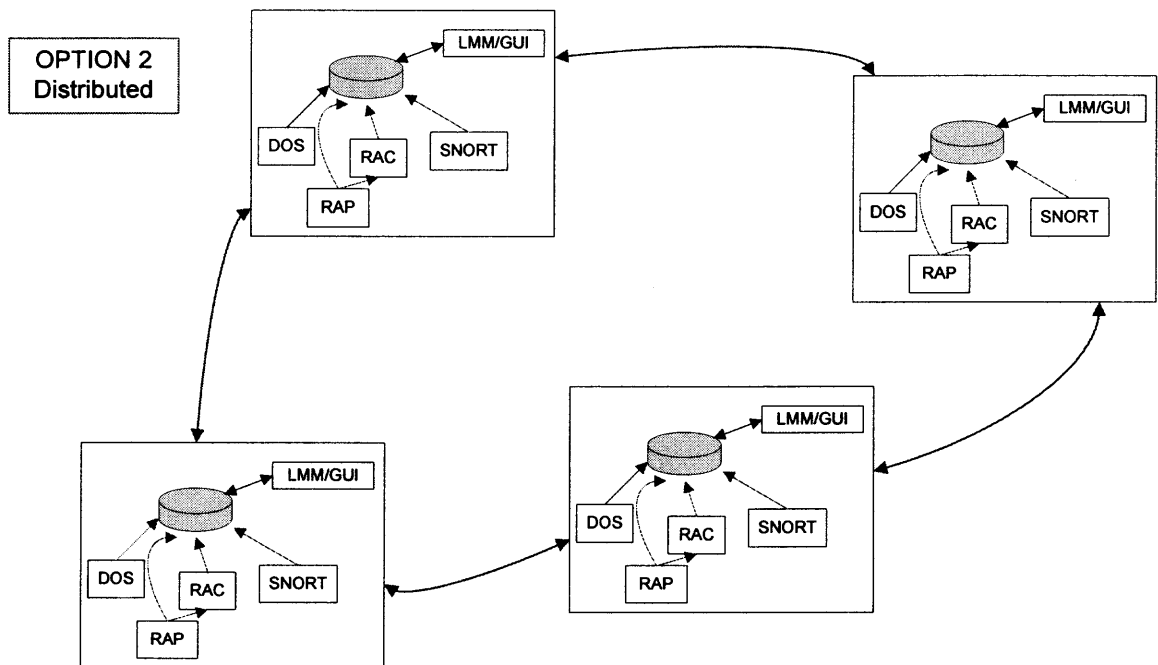 OPTION 2
Distributed
LMM/GUI
DOS
RAC
SNORT
RAP
LMM/GUI
DOS
RAC
SNORT
RAP
LMM/GUI
DOS
RAC
SNORT
RAP
LMM/GUI
DOS
RAC
SNORT
RAP